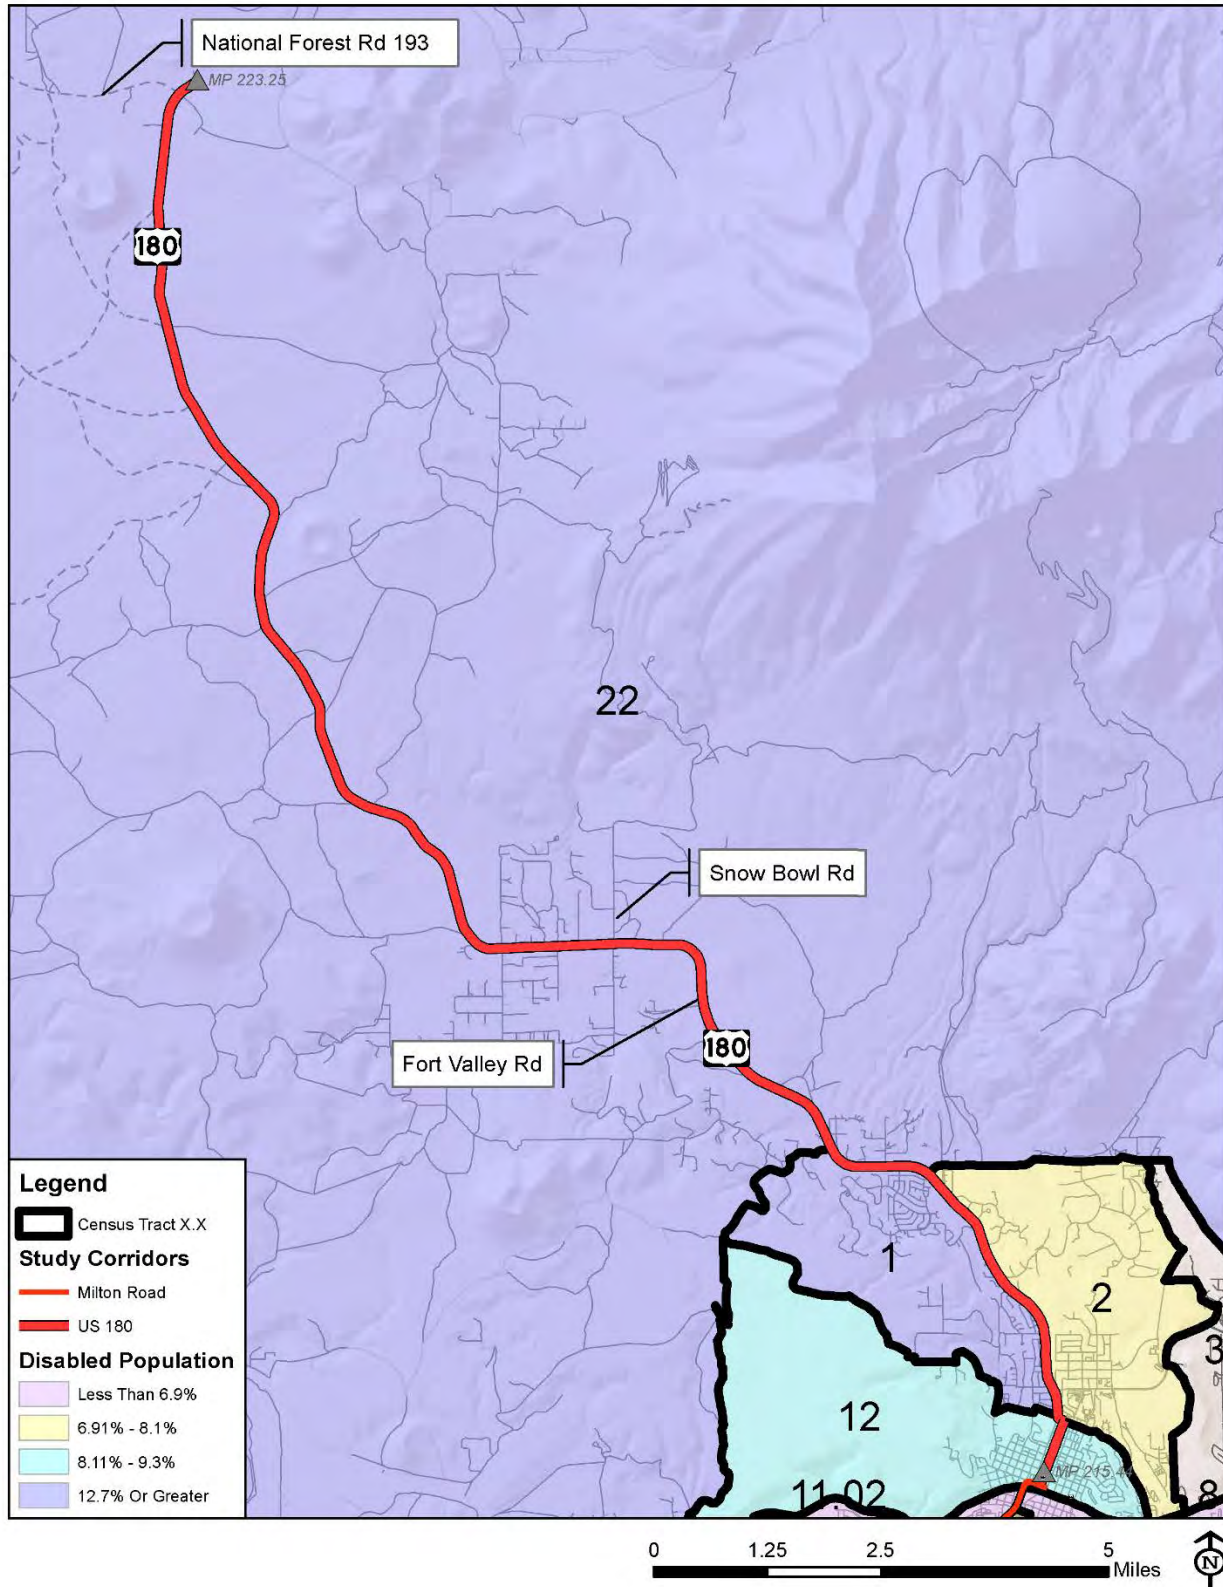 National Forest Rd 193
MP 223.25
180
22
Snow Bowl Rd
Fort Valley Rd
180
1
2
3
12
MP 215.44
11.02
8
Legend
Census Tract X.X
Study Corridors
Milton Road
US 180
Disabled Population
Less Than 6.9%
6.91% - 8.1%
8.11% - 9.3%
12.7% Or Greater
0 1.25 2.5 5
Miles
N